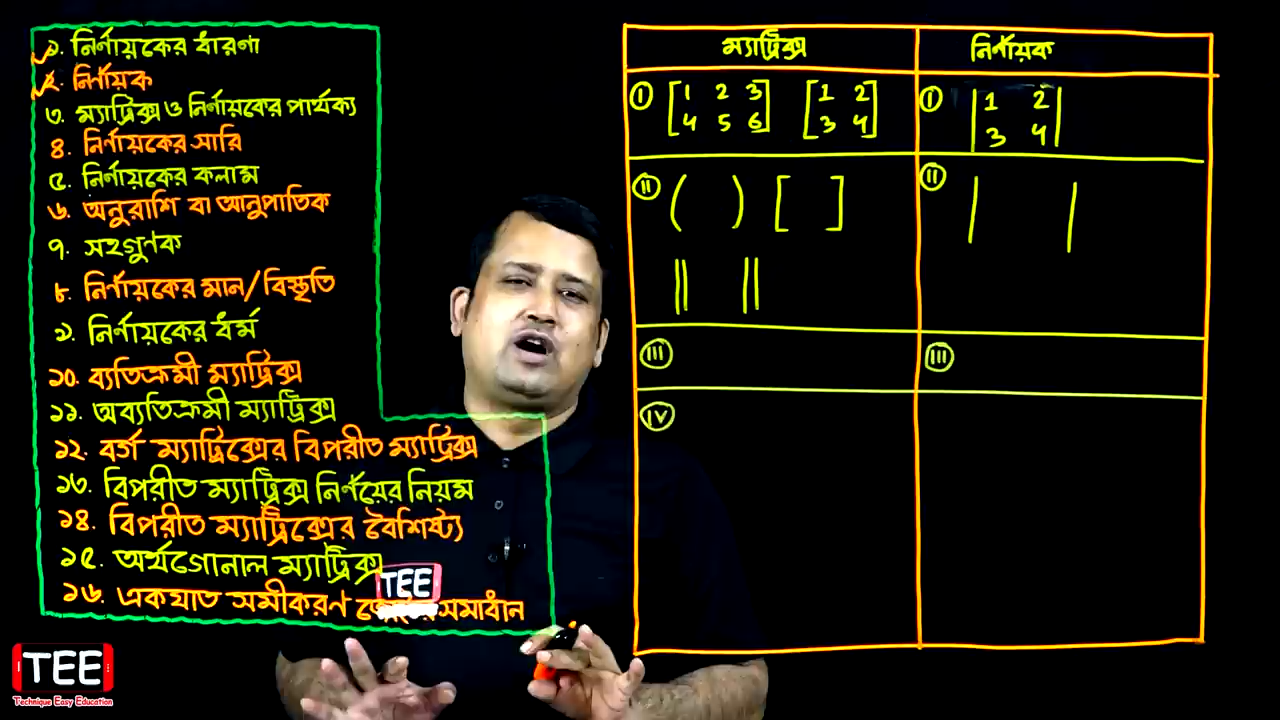 ১. নির্ণায়কের ধারণা
২. নির্ণায়ক
৩. ম্যাট্রিক্স ও নির্ণায়কের পার্থক্য
৪. নির্ণায়কের সারি
৫. নির্ণায়কের কলাম
৬. অনুরাশি বা আনুপাতিক
৭. সহগুণক
৮. নির্ণায়কের মান/বিস্তৃতি
৯. নির্ণায়কের ধর্ম
১০. ব্যতিক্রমী ম্যাট্রিক্স
১১. অব্যতিক্রমী ম্যাট্রিক্স
১২. বর্গ ম্যাট্রিক্সের বিপরীত ম্যাট্রিক্স
১৩. বিপরীত ম্যাট্রিক্স নির্ণয়ের নিয়ম
১৪. বিপরীত ম্যাট্রিক্সের বৈশিষ্ট্য
১৫. অর্থগোনাল ম্যাট্রিক্স
১৬. একঘাত সমীকরণ সমাধান
TEE
TEE
Technique Easy Education
ম্যাট্রিক্স নির্ণায়ক
(i) [1 2 3] [1 2] (i) |1 2|
[4 5 6] [3 4] |3 4|
(ii) ( ) [ ] (ii) | |
|| ||
(iii) (iii)
(iv)